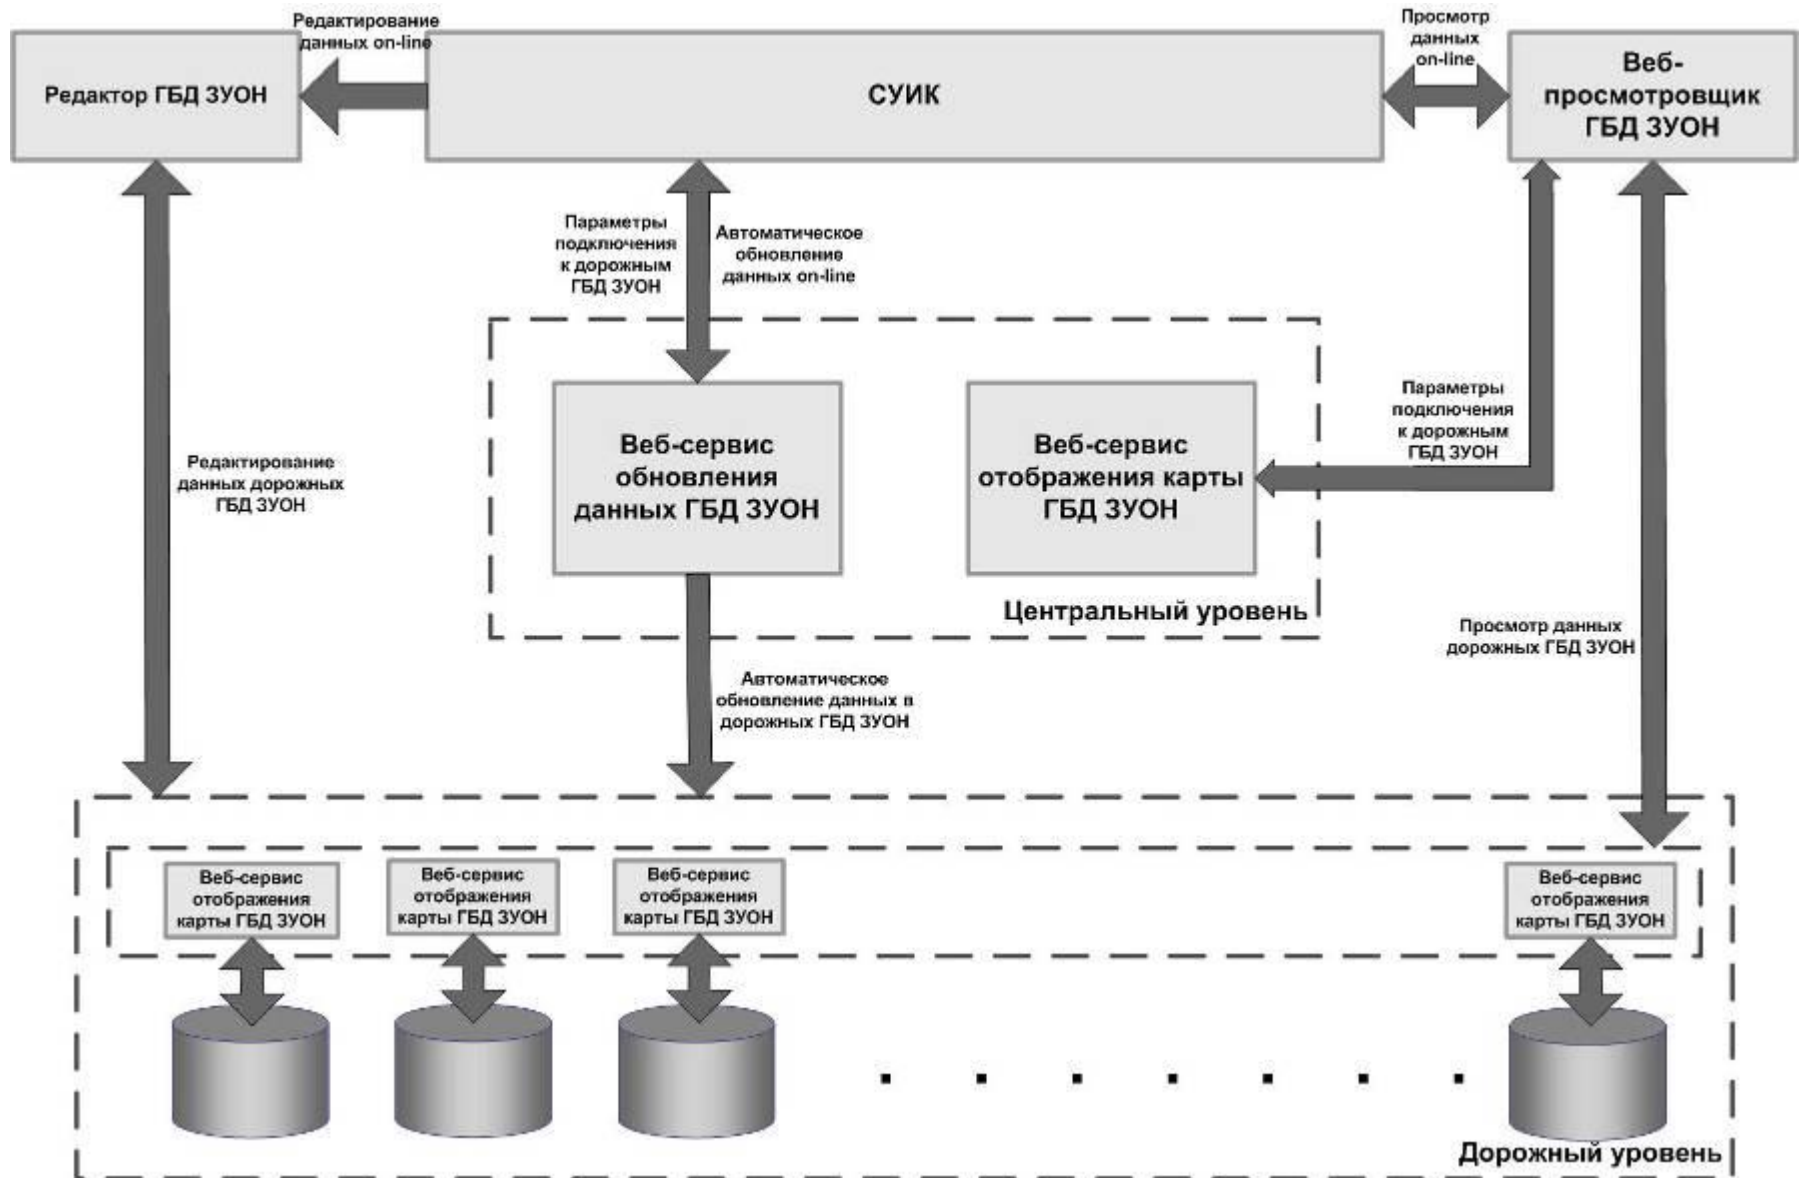 Редактирование
данных on-line
Просмотр
данных
on-line
Редактор ГБД ЗУОН
СУИК
Веб-
просмотровщик
ГБД ЗУОН
Параметры
подключения
к дорожным
ГБД ЗУОН
Автоматическое
обновление
данных on-line
Параметры
подключения
к дорожным
ГБД ЗУОН
Веб-сервис
обновления
данных ГБД ЗУОН
Веб-сервис
отображения карты
ГБД ЗУОН
Редактирование
данных дорожных
ГБД ЗУОН
Центральный уровень
Просмотр данных
дорожных ГБД ЗУОН
Автоматическое
обновление данных в
дорожных ГБД ЗУОН
Веб-сервис
отображения
карты ГБД ЗУОН
Веб-сервис
отображения
карты ГБД ЗУОН
Веб-сервис
отображения
карты ГБД ЗУОН
Веб-сервис
отображения
карты ГБД ЗУОН
Дорожный уровень